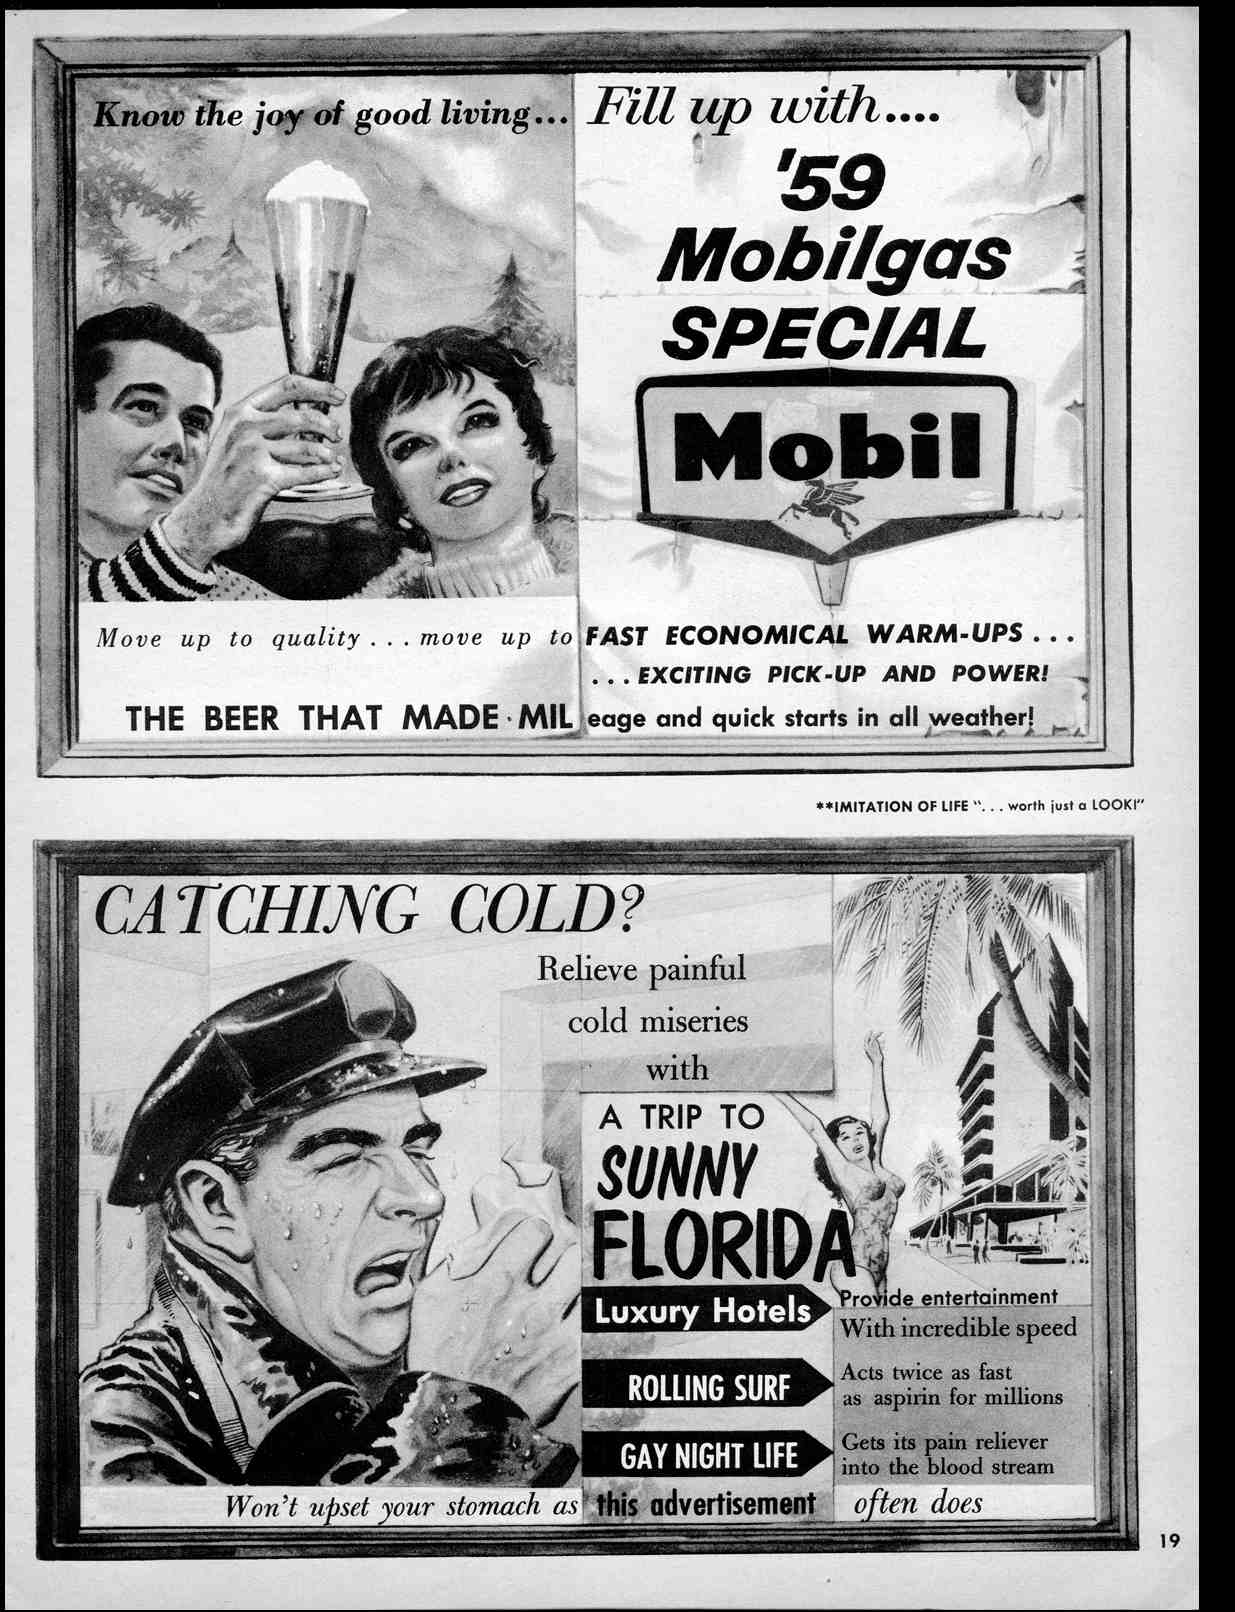 Know the joy of good living... Fill up with....
'59
Mobilgas
SPECIAL
Mobil
Move up to quality... move up to FAST ECONOMICAL WARM-UPS...
...EXCITING PICK-UP AND POWER!
THE BEER THAT MADE MIL eage and quick starts in all weather!
**IMITATION OF LIFE "... worth just a LOOK!"
CATCHING COLD?
Relieve painful
cold miseries
with
A TRIP TO
SUNNY
FLORIDA
Luxury Hotels
Provide entertainment
With incredible speed
ROLLING SURF
Acts twice as fast
as aspirin for millions
GAY NIGHT LIFE
Gets its pain reliever
into the blood stream
Won't upset your stomach as this advertisement often does
19